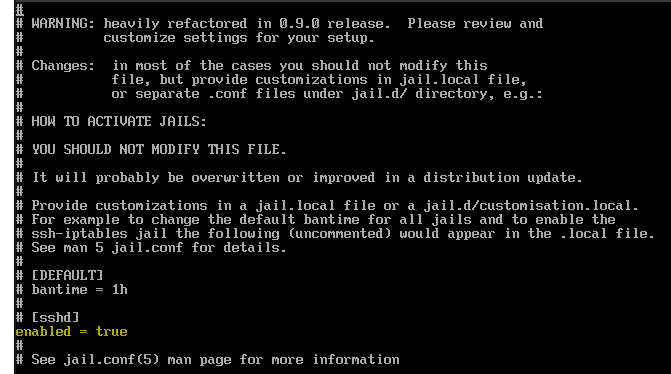 #
# WARNING: heavily refactored in 0.9.0 release.  Please review and
#          customize settings for your setup.
#
# Changes:  in most of the cases you should not modify this
#           file, but provide customizations in jail.local file,
#           or separate .conf files under jail.d/ directory, e.g.:
#
# HOW TO ACTIVATE JAILS:
#
# YOU SHOULD NOT MODIFY THIS FILE.
#
# It will probably be overwritten or improved in a distribution update.
#
# Provide customizations in a jail.local file or a jail.d/customisation.local.
# For example to change the default bantime for all jails and to enable the
# ssh-iptables jail the following (uncommented) would appear in the .local file.
# See man 5 jail.conf for details.
#
# [DEFAULT]
# bantime = 1h
#
# [sshd]
enabled = true
#
# See jail.conf(5) man page for more information